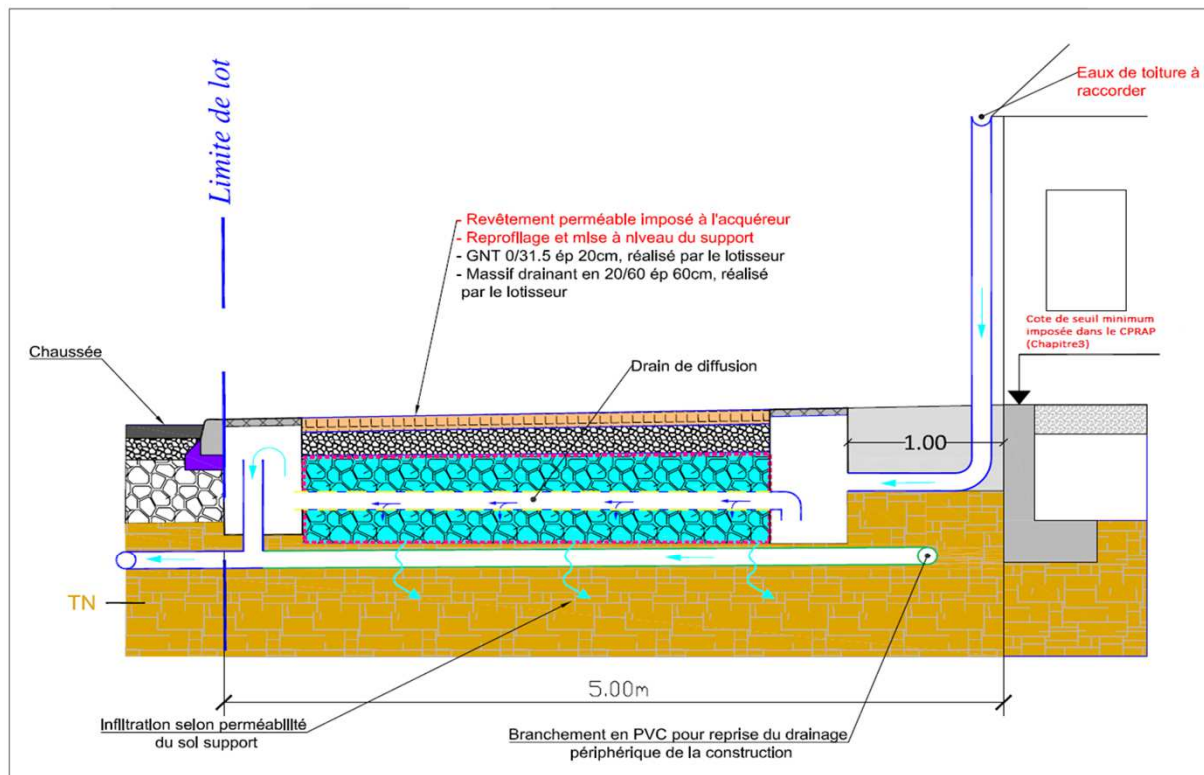 Limite de lot
Eaux de toiture à
raccorder
- Revêtement perméable imposé à l'acquéreur
- Reprofilage et mise à niveau du support
- GNT 0/31.5 ép 20cm, réalisé par le lotisseur
- Massif drainant en 20/60 ép 60cm, réalisé
par le lotisseur
Cote de seuil minimum
imposée dans le CPRAP
(Chapitre3)
Chaussée
Drain de diffusion
1.00
TN
5.00m
Infiltration selon perméabilité
du sol support
Branchement en PVC pour reprise du drainage
périphérique de la construction